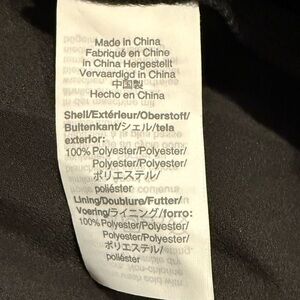 Made in China
Fabriqué en Chine
in China Hergestellt
Vervaardigd in China
中国製
Hecho en China
Shell/Extérieur/Oberstoff/
Buitenkant/シェル/tela
exterior:
100% Polyester/Polyester/
Polyester/Polyester/
ポリエステル/
poliéster
Lining/Doublure/Futter/
Voering/ライニング/forro:
100% Polyester/Polyester/
Polyester/Polyester/
ポリエステル/
poliéster